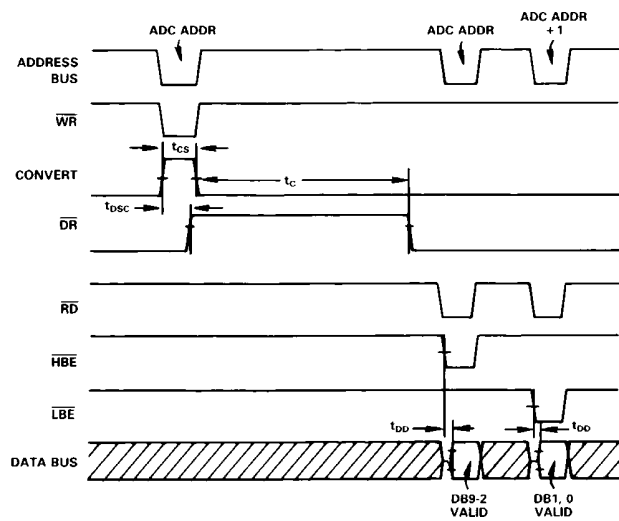 ADC ADDR
ADC ADDR
ADC ADDR
+ 1
ADDRESS
BUS
WR
tCS
CONVERT
tC
tDSC
DR
RD
HBE
LBE
tDD
tDD
DATA BUS
DB9-2
VALID
DB1, 0
VALID